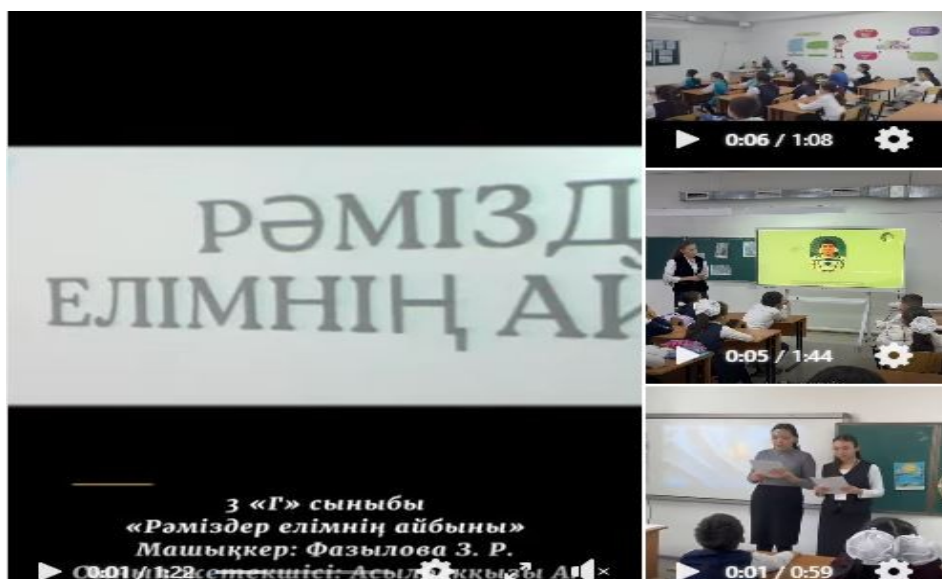 РӘМІЗД
ЕЛІМНІҢ АЙ
3 «Г» сыныбы
«Рәміздер елімнің айбыны»
Машықкер: Фазылова З. Р.
0:01 / 1:22
0:06 / 1:08
0:05 / 1:44
0:01 / 0:59